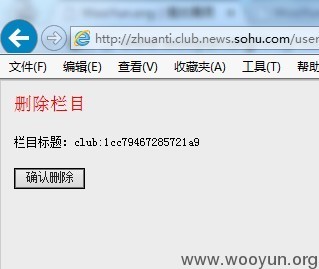 http://zhuanti.club.news.sohu.com/user
文件(F) 编辑(E) 查看(V) 收藏夹(A) 工具(T) 帮助
删除栏目
栏目标题：club:1cc79467285721a9
确认删除
www.wooyun.org